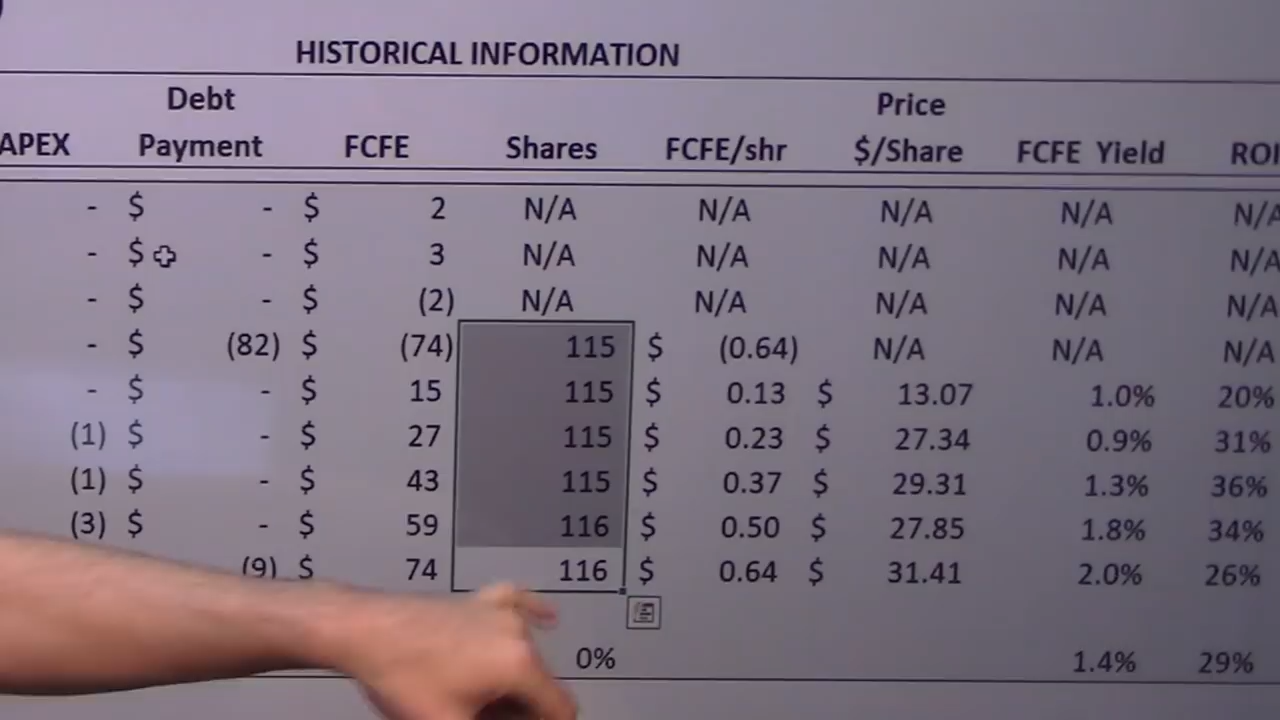 HISTORICAL INFORMATION
Debt Price
APEX Payment FCFE Shares FCFE/shr $/Share FCFE Yield ROI
- $ - $ 2 N/A N/A N/A N/A N/A
- $ - $ 3 N/A N/A N/A N/A N/A
- $ - $ (2) N/A N/A N/A N/A N/A
- $ (82) $ (74) 115 $ (0.64) N/A N/A N/A
- $ - $ 15 115 $ 0.13 $ 13.07 1.0% 20%
(1) $ - $ 27 115 $ 0.23 $ 27.34 0.9% 31%
(1) $ - $ 43 115 $ 0.37 $ 29.31 1.3% 36%
(3) $ - $ 59 116 $ 0.50 $ 27.85 1.8% 34%
(9) $ 74 116 $ 0.64 $ 31.41 2.0% 26%
0% 1.4% 29%